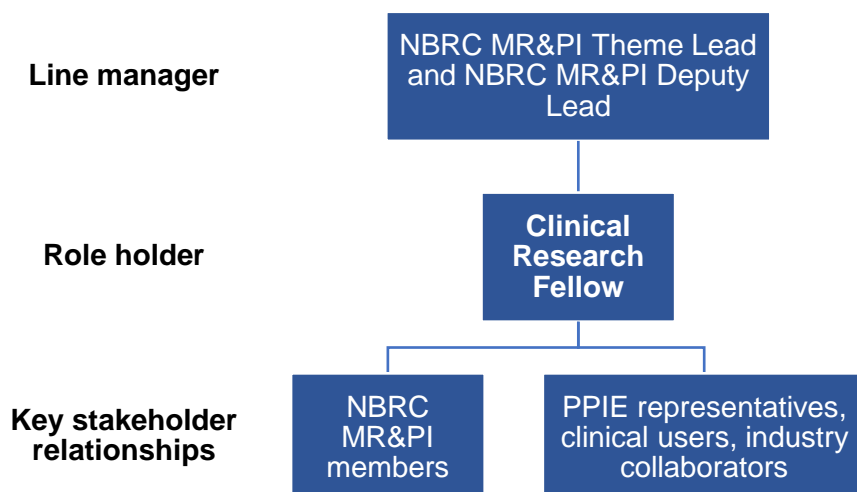 Line manager
NBRC MR&PI Theme Lead
and NBRC MR&PI Deputy
Lead
Role holder
Clinical
Research
Fellow
Key stakeholder
relationships
NBRC
MR&PI
members
PPIE representatives,
clinical users, industry
collaborators